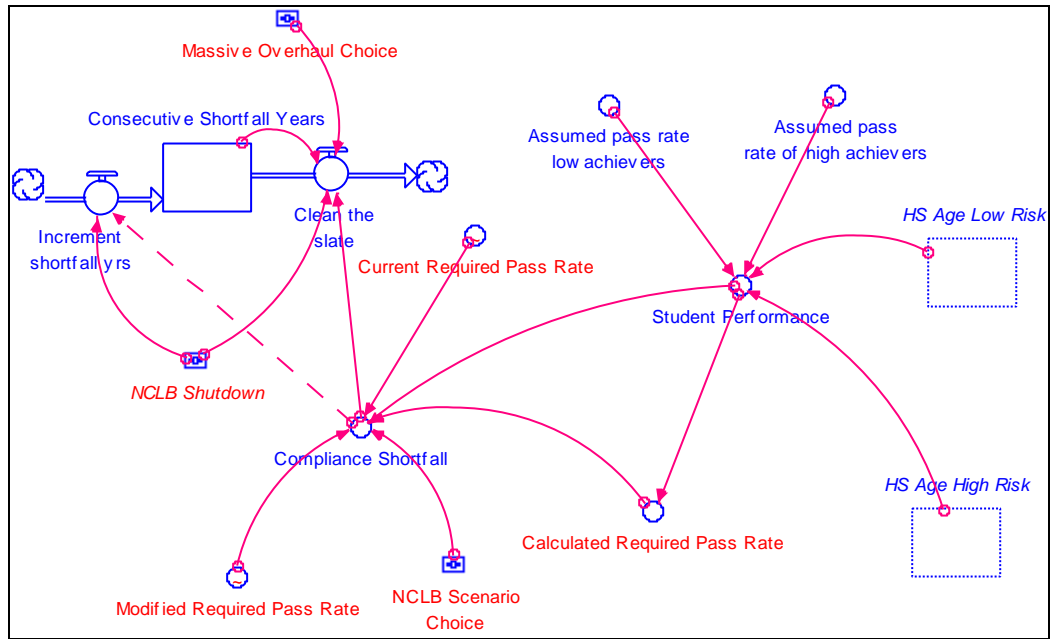 Massive Overhaul Choice
Consecutive Shortfall Years
Assumed pass rate
low achievers
Assumed pass
rate of high achievers
HS Age Low Risk
Clean the
slate
Increment
shortfall yrs
Current Required Pass Rate
Student Performance
NCLB Shutdown
Compliance Shortfall
HS Age High Risk
Calculated Required Pass Rate
NCLB Scenario
Choice
Modified Required Pass Rate